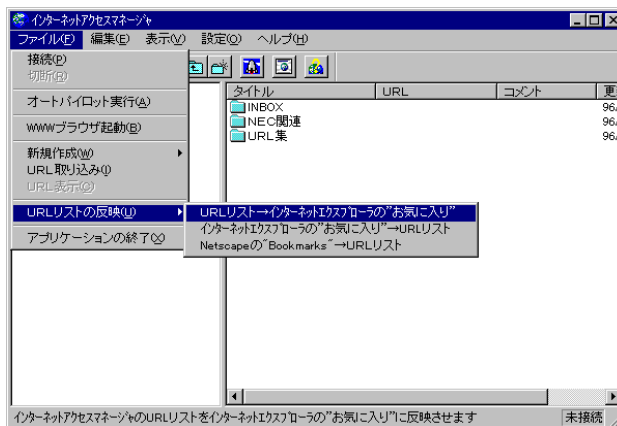 インターネットアクセスマネージャ
ファイル(F) 編集(E) 表示(V) 設定(O) ヘルプ(H)
接続(P)
切断(R)
オートパイロット実行(A)
WWWブラウザ起動(B)
新規作成(W)
URL取り込み(I)
URL表示(O)
URLリストの反映(U)
アプリケーションの終了(X)
タイトル URL コメント 更
INBOX 96/
NEC関連 96/
URL集 96/
URLリスト→インターネットエクスプローラの"お気に入り"
インターネットエクスプローラの"お気に入り"→URLリスト
Netscapeの"Bookmarks"→URLリスト
インターネットアクセスマネージャのURLリストをインターネットエクスプローラの"お気に入り"に反映させます 未接続